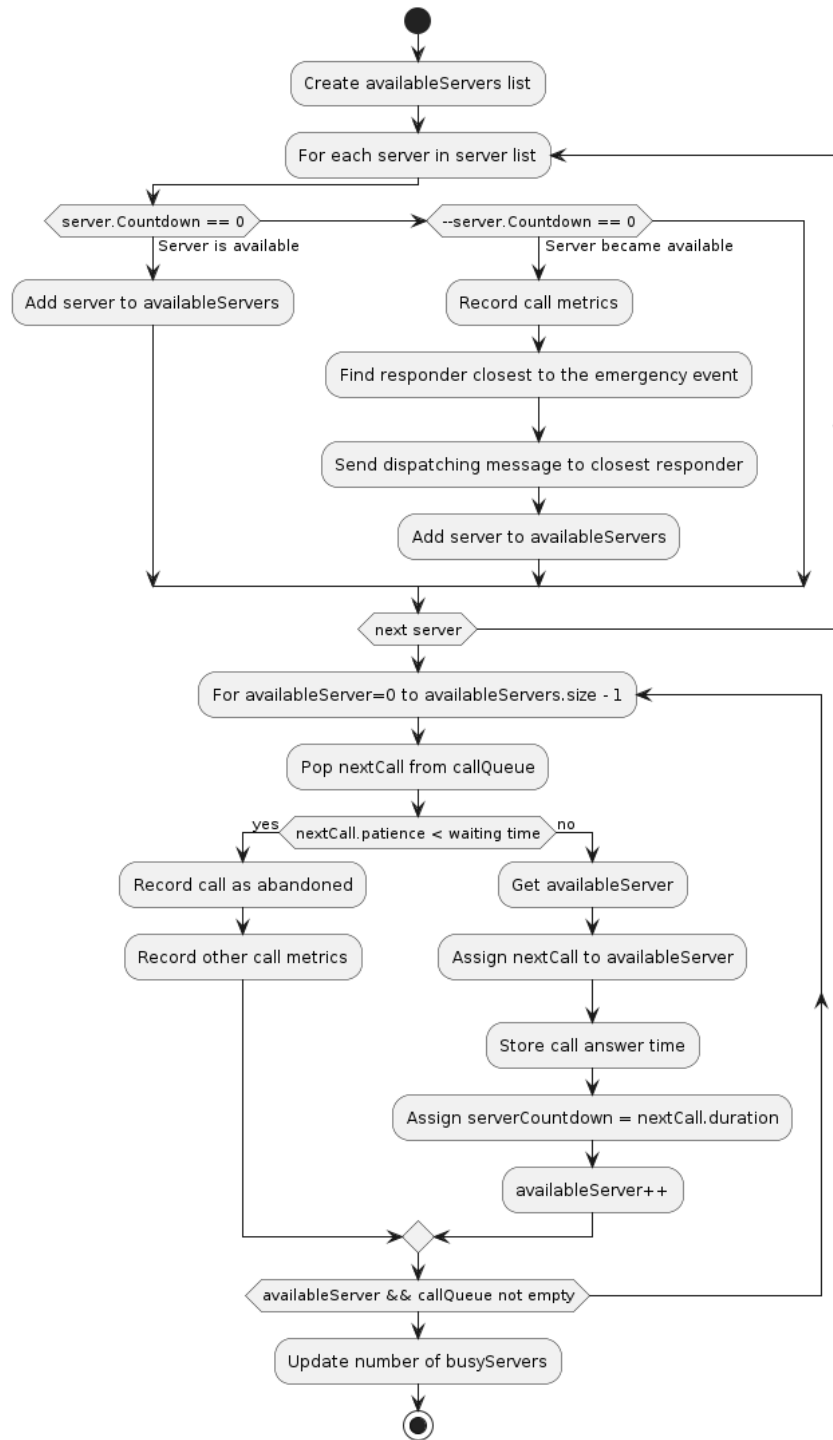 Create availableServers list
For each server in server list
server.Countdown == 0
--server.Countdown == 0
Server is available
Server became available
Add server to availableServers
Record call metrics
Find responder closest to the emergency event
Send dispatching message to closest responder
Add server to availableServers
next server
For availableServer=0 to availableServers.size - 1
Pop nextCall from callQueue
yes
nextCall.patience < waiting time
no
Record call as abandoned
Get availableServer
Record other call metrics
Assign nextCall to availableServer
Store call answer time
Assign serverCountdown = nextCall.duration
availableServer++
availableServer && callQueue not empty
Update number of busyServers